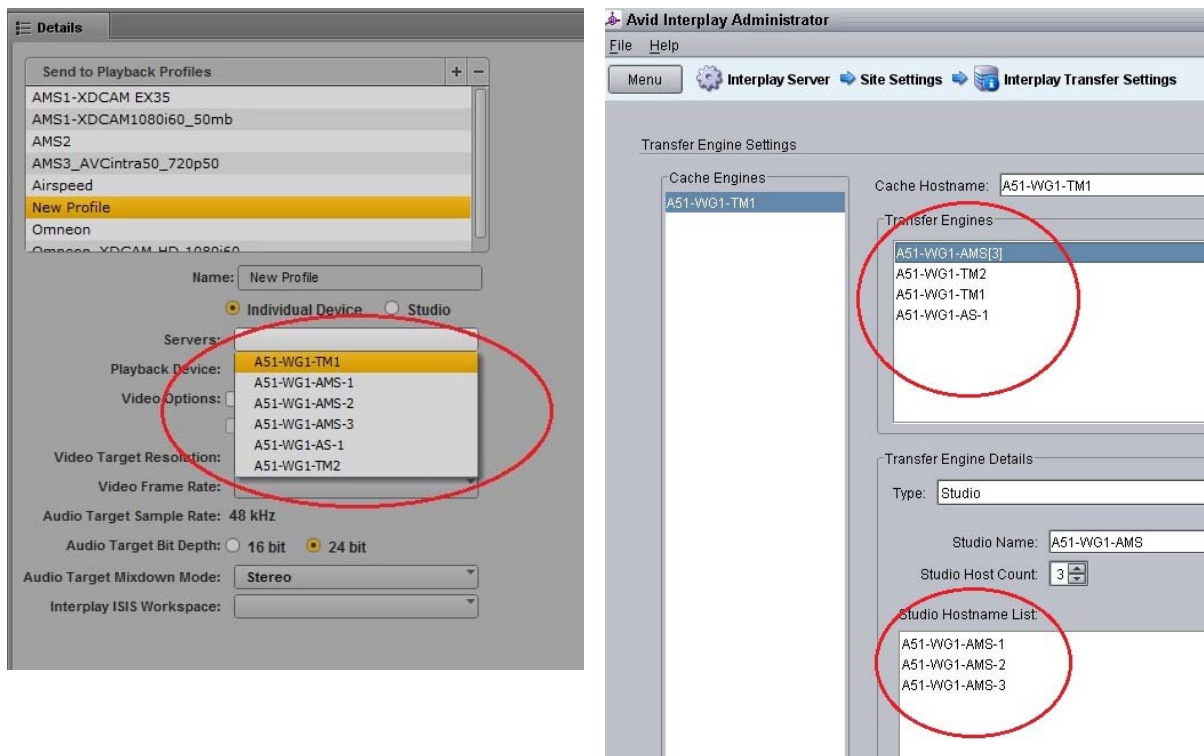 Details
Send to Playback Profiles + −
AMS1-XDCAM EX35
AMS1-XDCAM1080i60_50mb
AMS2
AMS3_AVCintra50_720p50
Airspeed
New Profile
Omneon
Omneon XDCAM HD 1080i60
Name: New Profile
Individual Device Studio
Servers:
A51-WG1-TM1
A51-WG1-AMS-1
A51-WG1-AMS-2
A51-WG1-AMS-3
A51-WG1-AS-1
A51-WG1-TM2
Playback Device:
Video Options:
Video Target Resolution:
Video Frame Rate:
Audio Target Sample Rate: 48 kHz
Audio Target Bit Depth: 16 bit 24 bit
Audio Target Mixdown Mode: Stereo
Interplay ISIS Workspace:
Avid Interplay Administrator
File Help
Menu Interplay Server Site Settings Interplay Transfer Settings
Transfer Engine Settings
Cache Engines
A51-WG1-TM1
Cache Hostname: A51-WG1-TM1
Transfer Engines
A51-WG1-AMS[3]
A51-WG1-TM2
A51-WG1-TM1
A51-WG1-AS-1
Transfer Engine Details
Type: Studio
Studio Name: A51-WG1-AMS
Studio Host Count: 3
Studio Hostname List:
A51-WG1-AMS-1
A51-WG1-AMS-2
A51-WG1-AMS-3